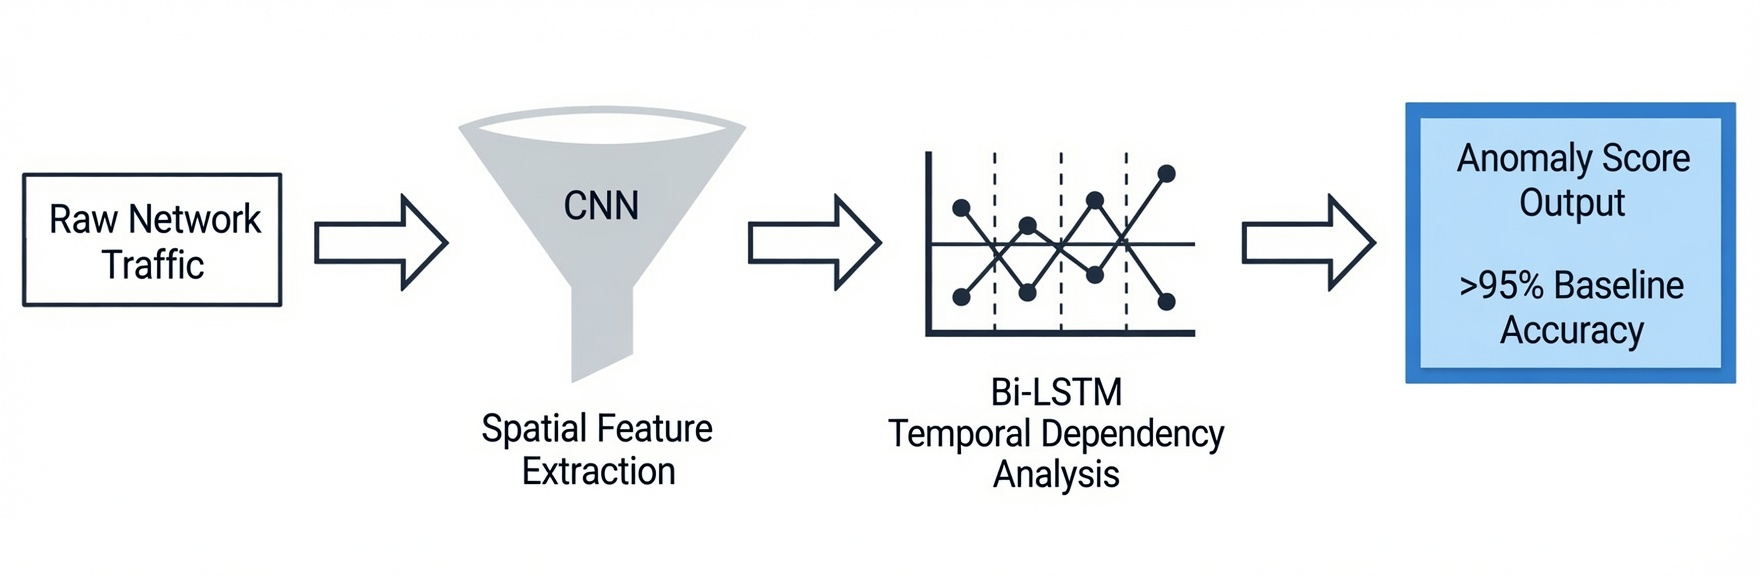 Raw Network
Traffic
CNN
Spatial Feature
Extraction
Bi-LSTM
Temporal Dependency
Analysis
Anomaly Score
Output
>95% Baseline
Accuracy